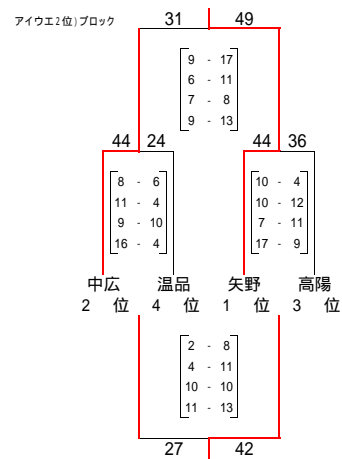 アイウエ2位)ブロック
31 49
9 - 17
6 - 11
7 - 8
9 - 13
44 24 44 36
8 - 6 10 - 4
11 - 4 10 - 12
9 - 10 7 - 11
16 - 4 17 - 9
中広 温品 矢野 高陽
2 位 4 位 1 位 3 位
2 - 8
4 - 11
10 - 10
11 - 13
27 42